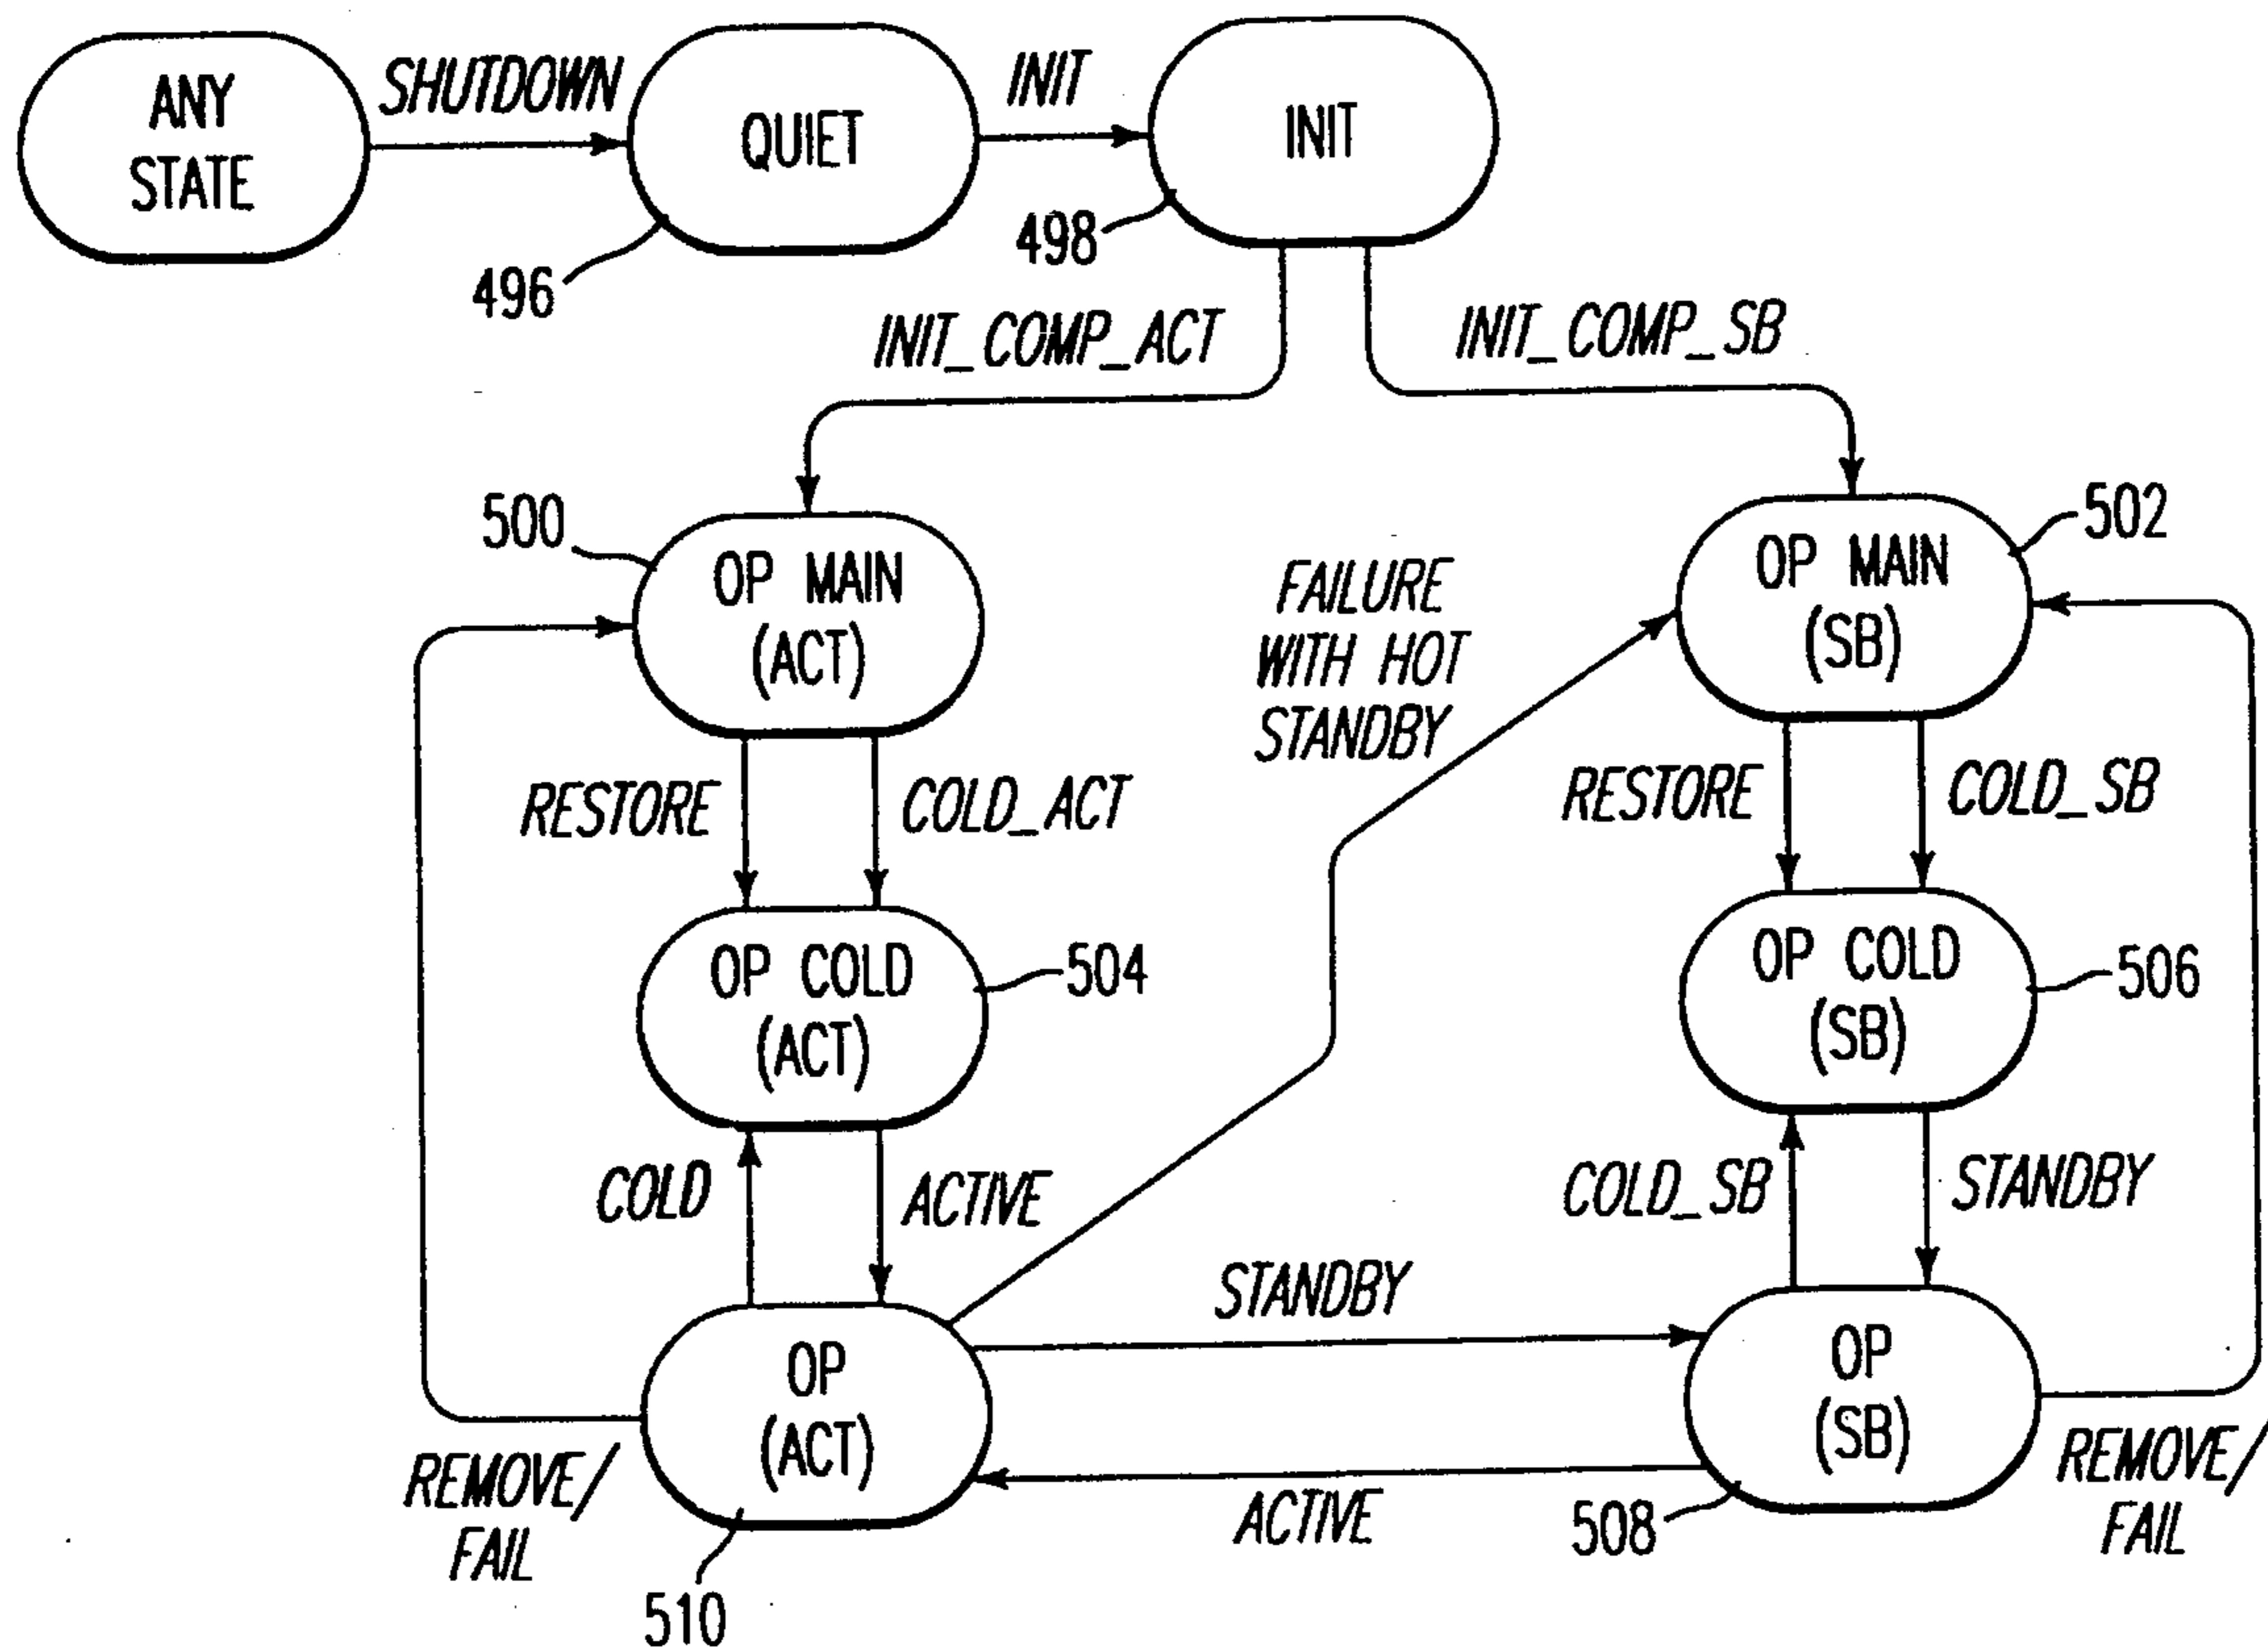 ANY
STATE
SHUTDOWN
QUIET
INIT
INIT
496
498
INIT_COMP_ACT
INIT_COMP_SB
500
OP MAIN
(ACT)
FAILURE
WITH HOT
STANDBY
OP MAIN
(SB)
502
RESTORE
COLD_ACT
RESTORE
COLD_SB
OP COLD
(ACT)
504
OP COLD
(SB)
506
COLD
ACTIVE
COLD_SB
STANDBY
STANDBY
OP
(ACT)
OP
(SB)
REMOVE/
FAIL
510
ACTIVE
508
REMOVE/
FAIL